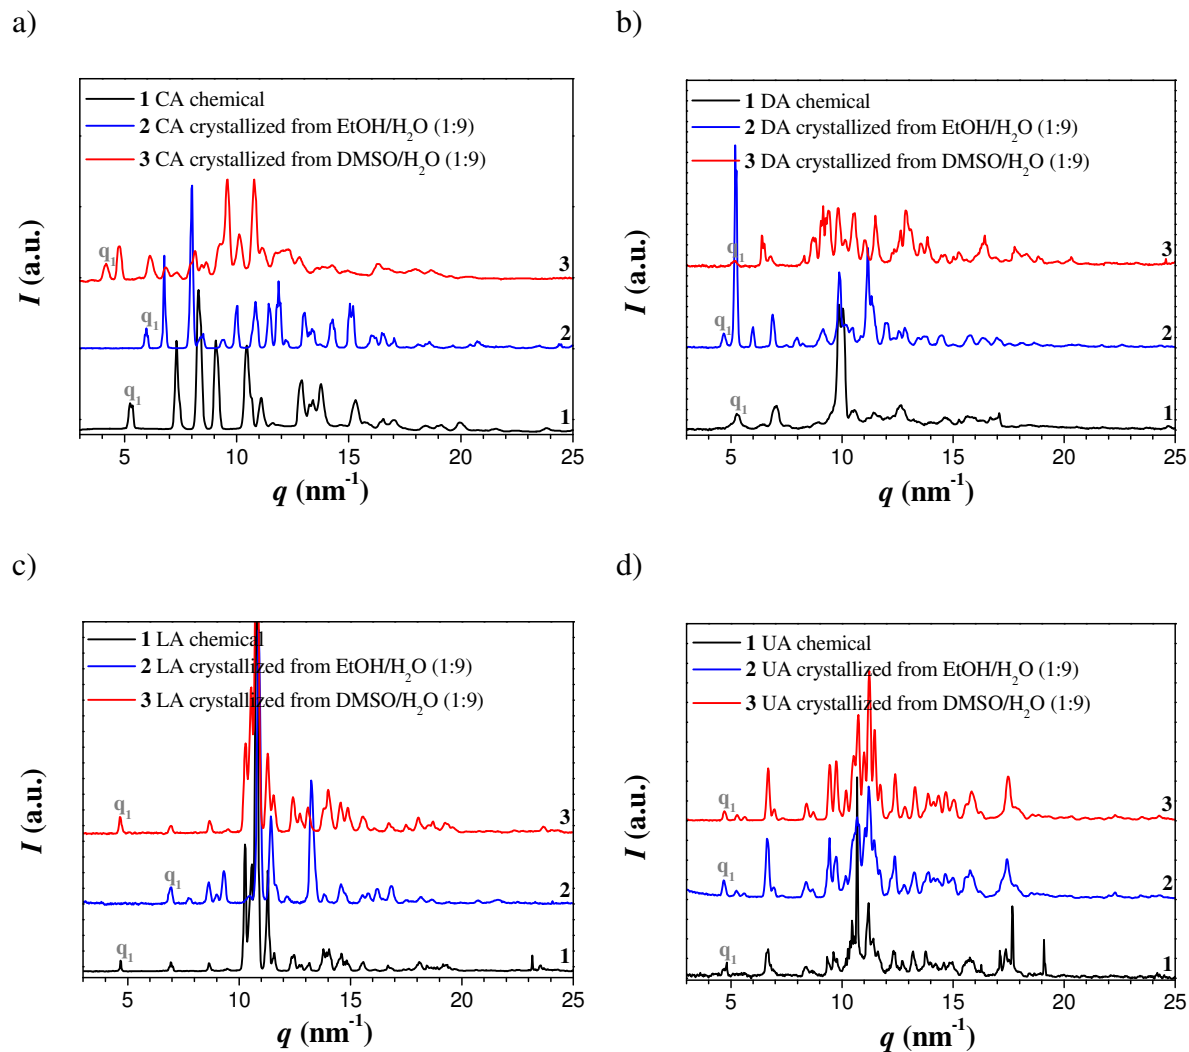 a)
1 CA chemical
2 CA crystallized from EtOH/H₂O (1:9)
3 CA crystallized from DMSO/H₂O (1:9)
I (a.u.)
q₁
3
q₁
2
q₁
1
5 10 15 20 25
q (nm⁻¹)
b)
1 DA chemical
2 DA crystallized from EtOH/H₂O (1:9)
3 DA crystallized from DMSO/H₂O (1:9)
I (a.u.)
q₁
3
q₁
2
q₁
1
5 10 15 20 25
q (nm⁻¹)
c)
1 LA chemical
2 LA crystallized from EtOH/H₂O (1:9)
3 LA crystallized from DMSO/H₂O (1:9)
I (a.u.)
q₁
3
q₁
2
q₁
1
5 10 15 20 25
q (nm⁻¹)
d)
1 UA chemical
2 UA crystallized from EtOH/H₂O (1:9)
3 UA crystallized from DMSO/H₂O (1:9)
I (a.u.)
q₁
3
q₁
2
q₁
1
5 10 15 20 25
q (nm⁻¹)